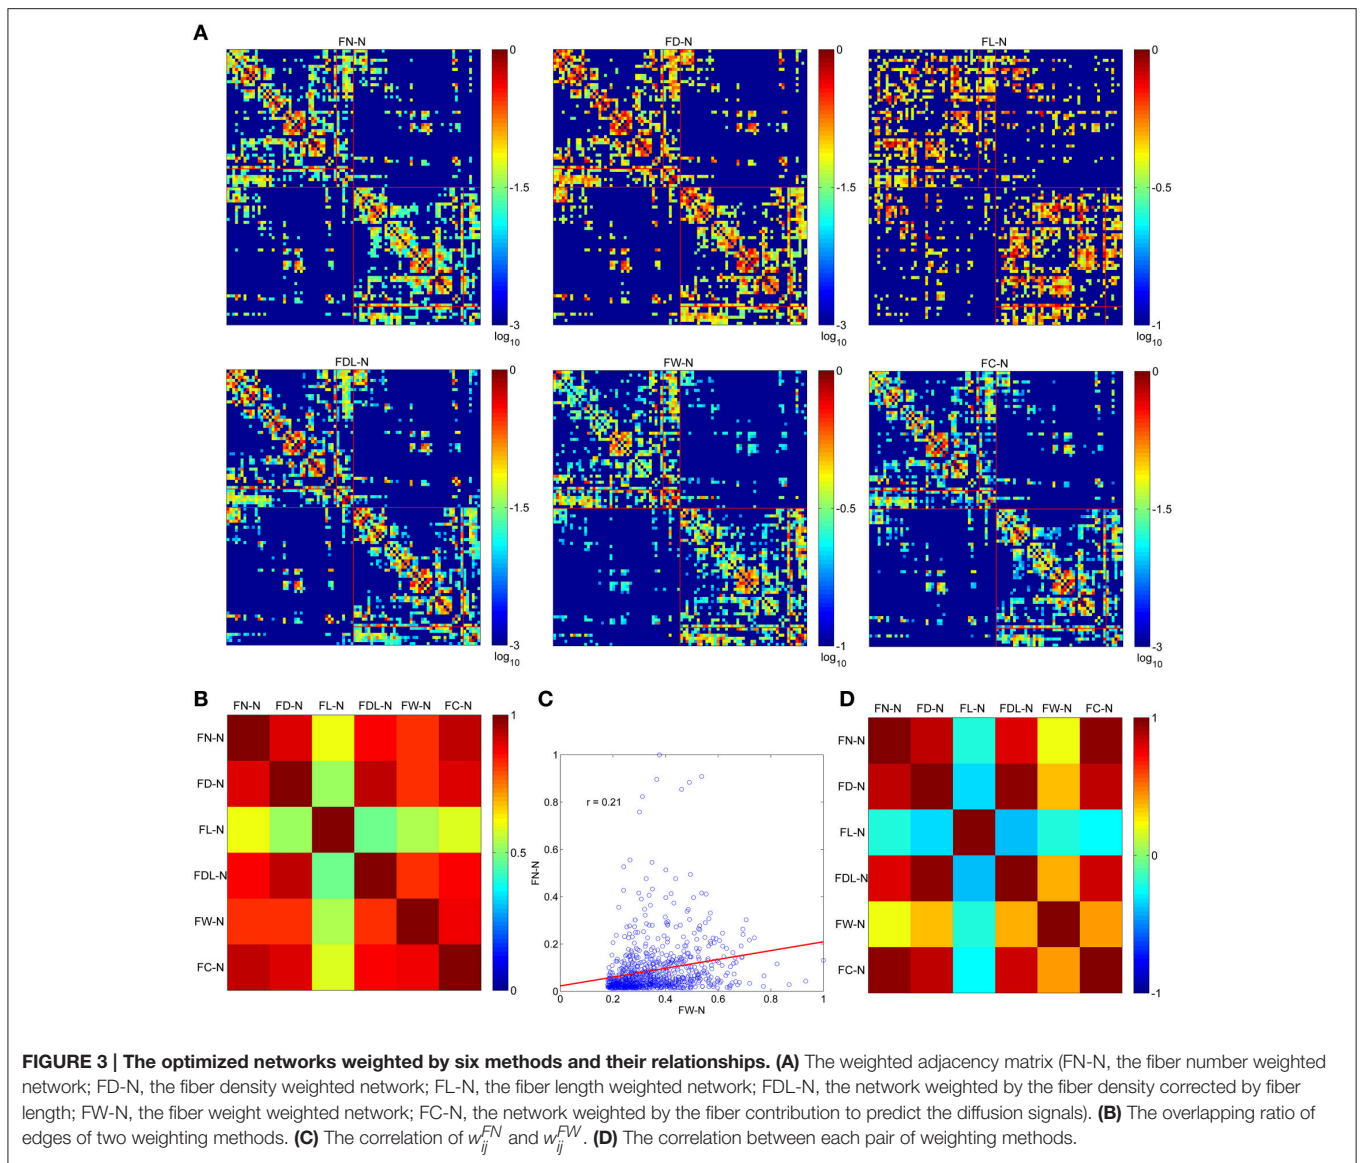 A
FN-N
FD-N
FL-N
0
-1.5
-3
log10
0
-1.5
-3
log10
0
-0.5
-1
log10
FDL-N
FW-N
FC-N
0
-1.5
-3
log10
0
-0.5
-1
log10
0
-1.5
-3
log10
B
FN-N FD-N FL-N FDL-N FW-N FC-N
FN-N
FD-N
FL-N
FDL-N
FW-N
FC-N
1
0.5
0
C
1
0.8
0.6
0.4
0.2
0
FN-N
r = 0.21
0 0.2 0.4 0.6 0.8 1
FW-N
D
FN-N FD-N FL-N FDL-N FW-N FC-N
FN-N
FD-N
FL-N
FDL-N
FW-N
FC-N
1
0
-1
FIGURE 3 | The optimized networks weighted by six methods and their relationships. (A) The weighted adjacency matrix (FN-N, the fiber number weighted
network; FD-N, the fiber density weighted network; FL-N, the fiber length weighted network; FDL-N, the network weighted by the fiber density corrected by fiber
length; FW-N, the fiber weight weighted network; FC-N, the network weighted by the fiber contribution to predict the diffusion signals). (B) The overlapping ratio of
edges of two weighting methods. (C) The correlation of w_ij^FN and w_ij^FW. (D) The correlation between each pair of weighting methods.